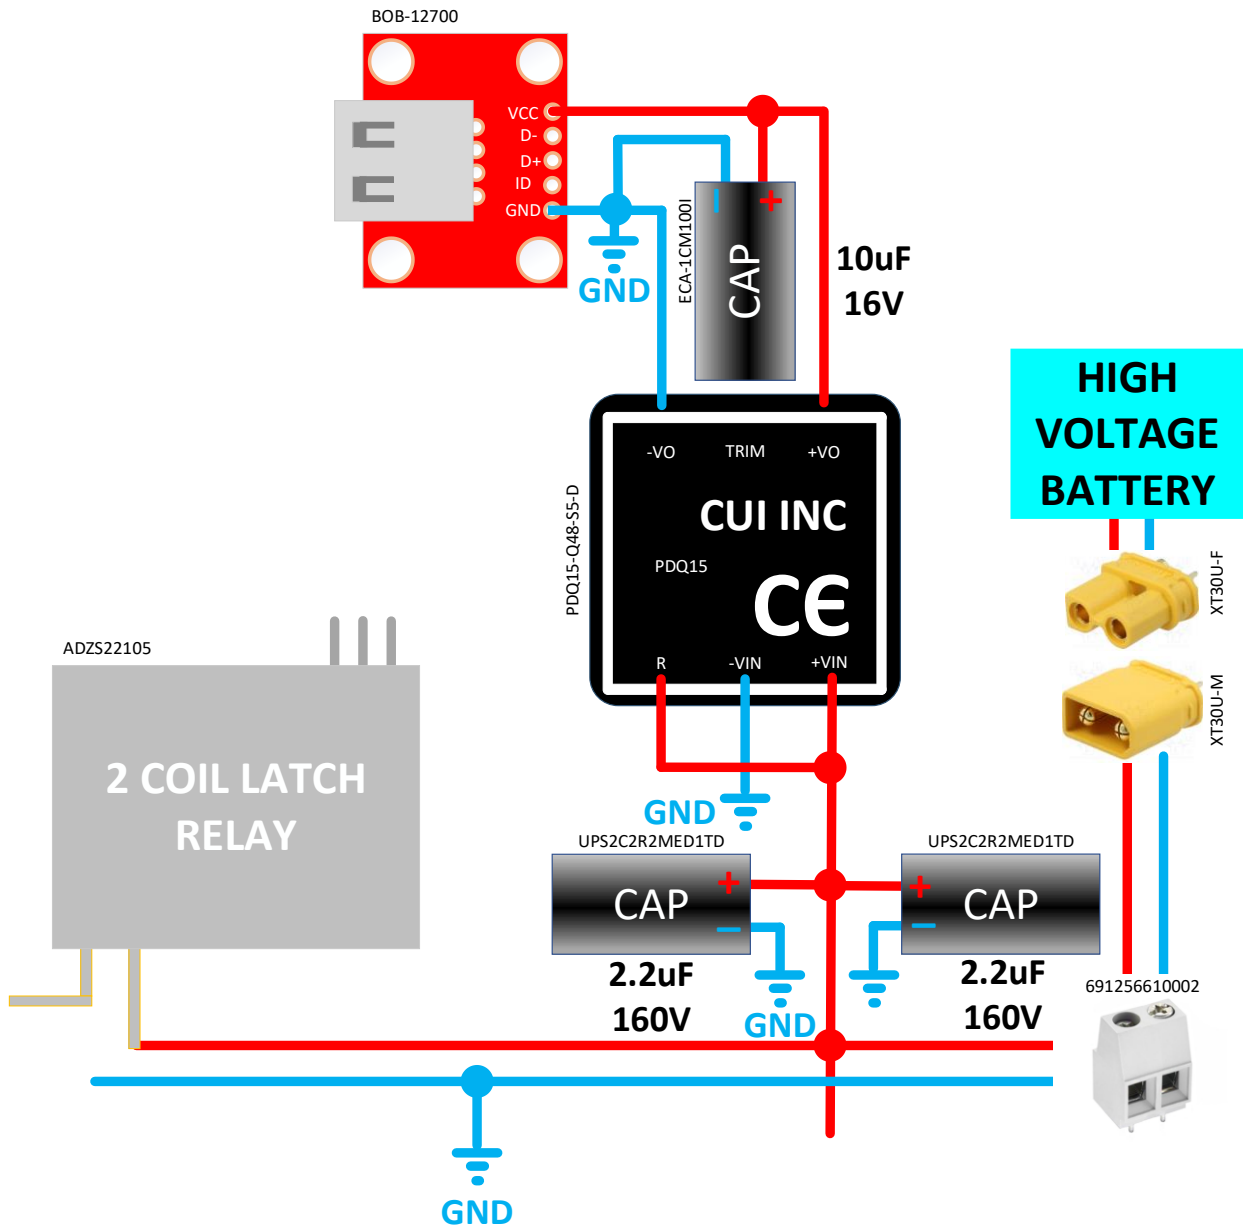 BOB-12700
VCC
D-
D+
ID
GND
GND
ECA-1CM100I
CAP
10uF
16V
HIGH
VOLTAGE
BATTERY
-VO TRIM +VO
CUI INC
PDQ15
CE
R -VIN +VIN
PDQ15-Q48-S5-D
XT30U-F
XT30U-M
ADZS22105
2 COIL LATCH
RELAY
GND
UPS2C2R2MED1TD
CAP
2.2uF
160V
GND
UPS2C2R2MED1TD
CAP
2.2uF
160V
691256610002
GND